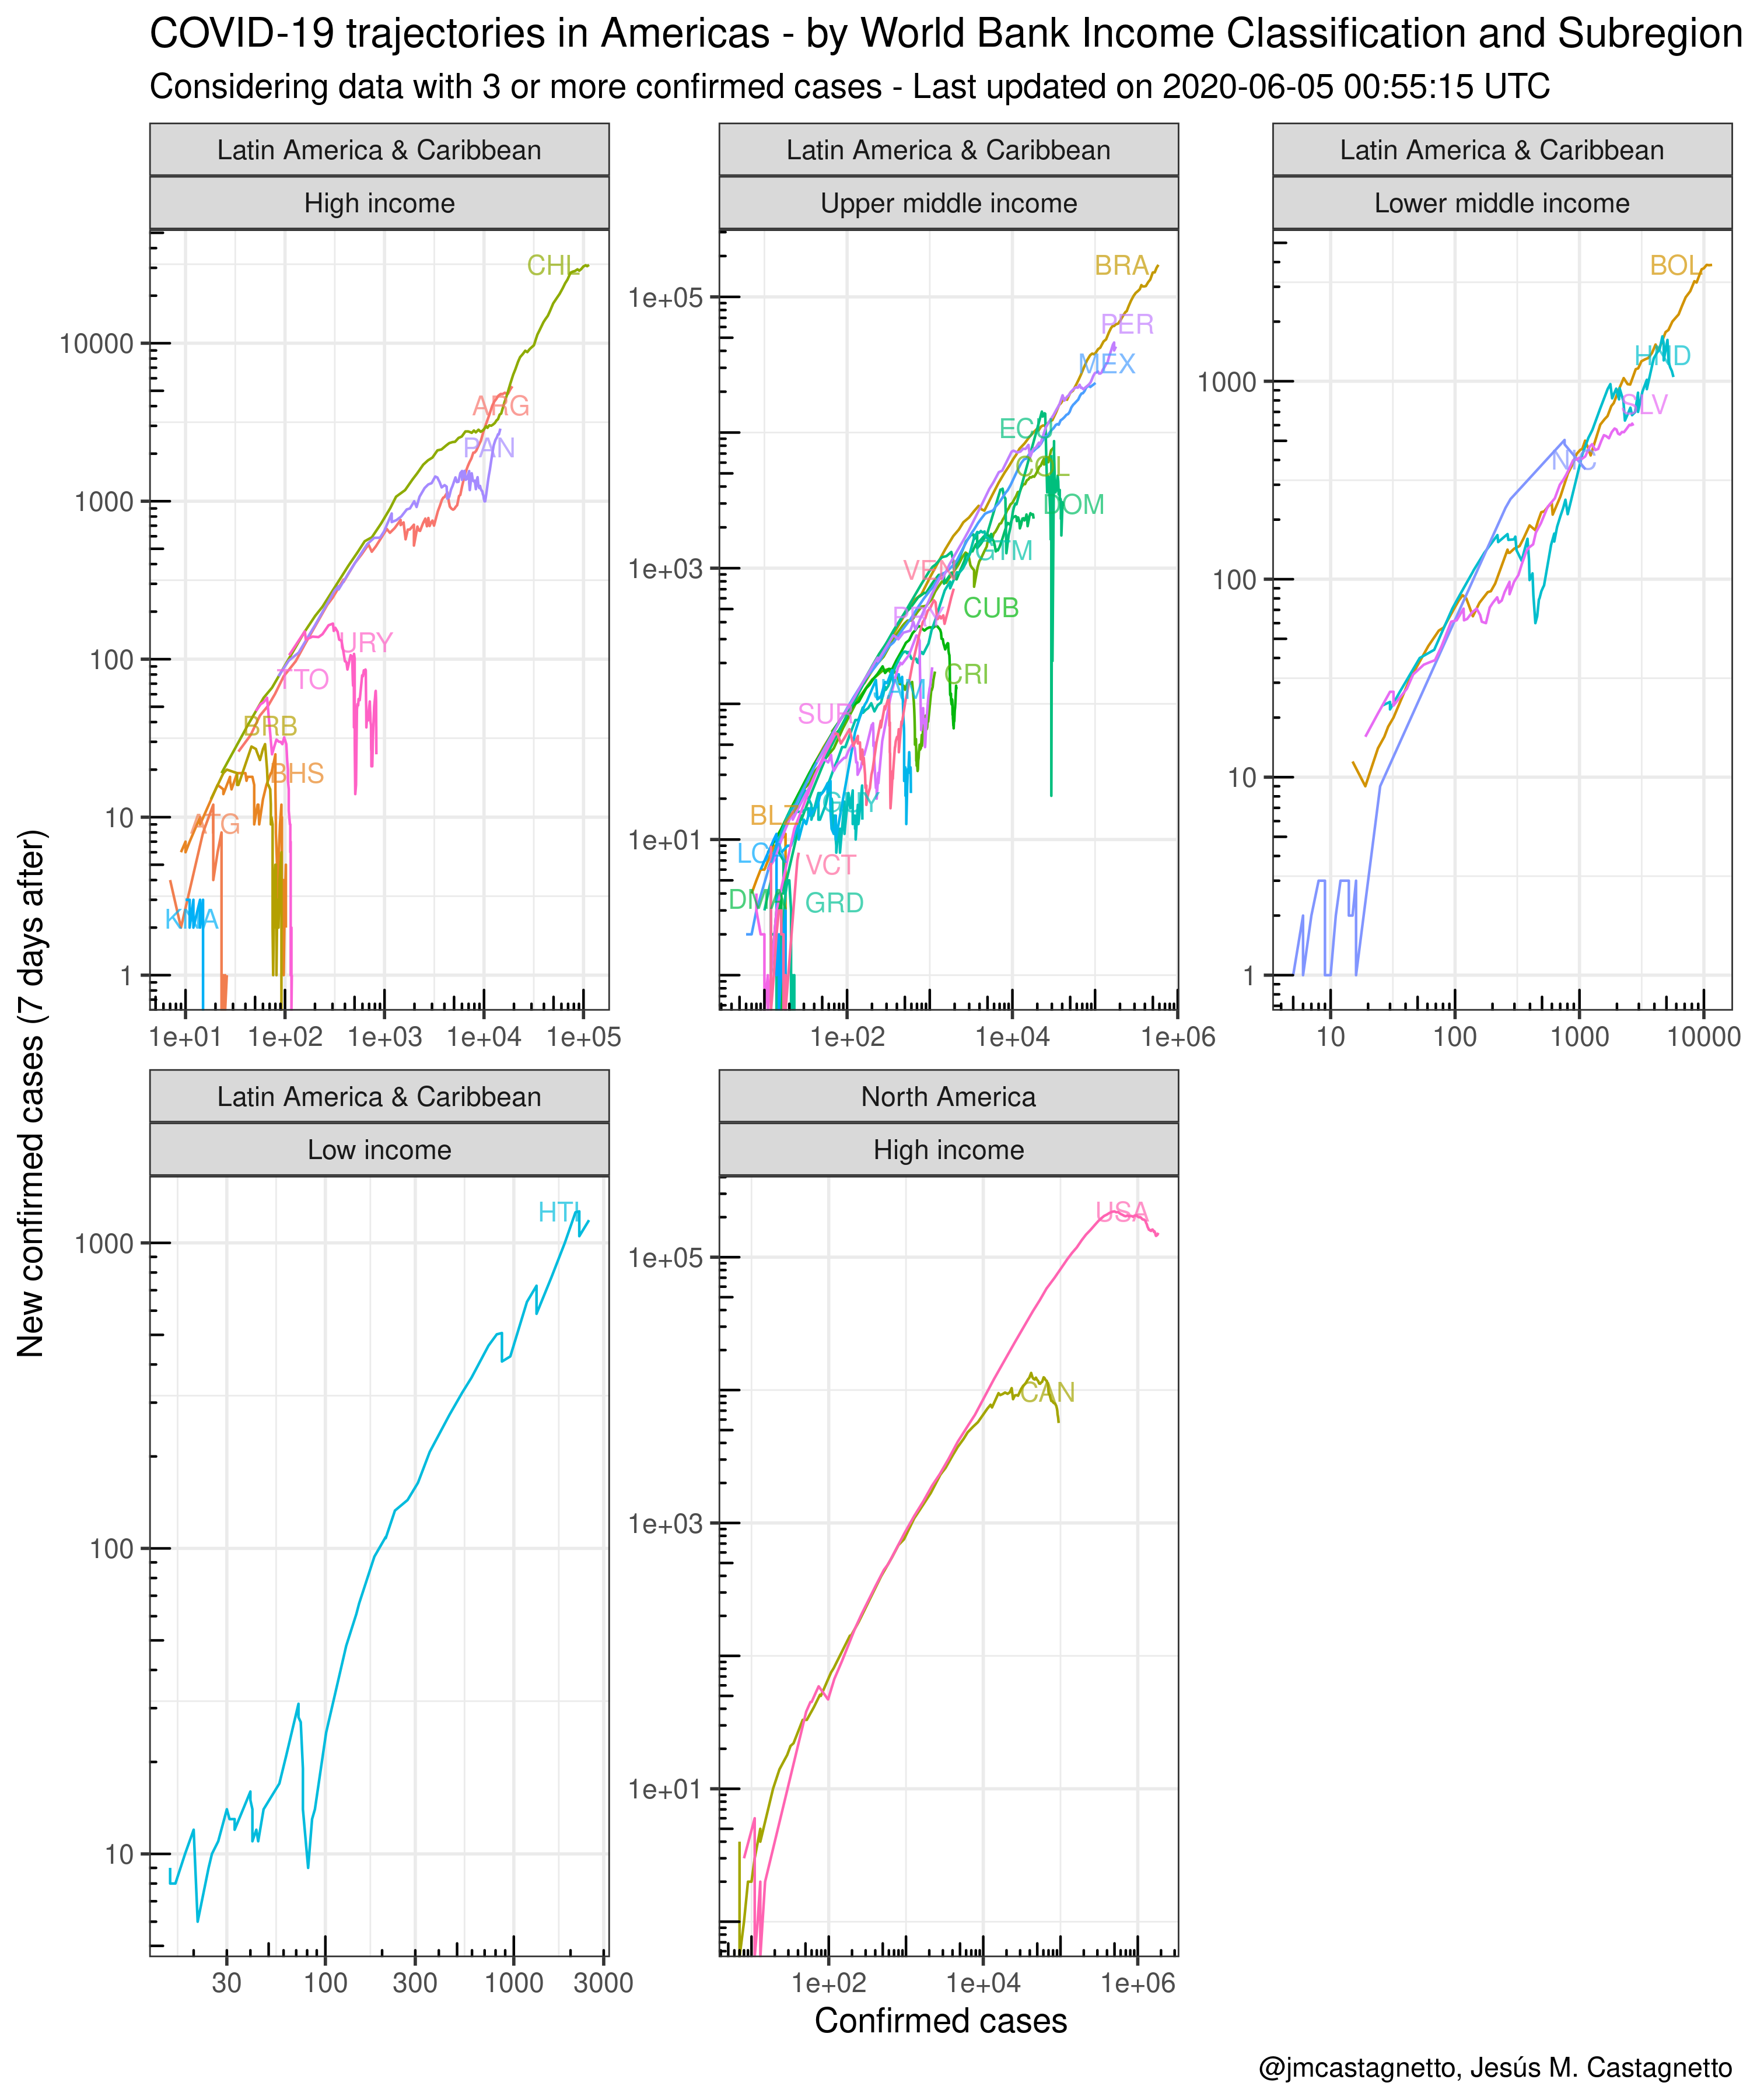 COVID-19 trajectories in Americas - by World Bank Income Classification and Subregion
Considering data with 3 or more confirmed cases - Last updated on 2020-06-05 00:55:15 UTC
Latin America & Caribbean
High income
CHL
ARG
PAN
URY
TTO
BRB
BHS
ATG
KNA
10000
1000
100
10
1
1e+01 1e+02 1e+03 1e+04 1e+05
Latin America & Caribbean
Upper middle income
BRA
PER
MEX
ECU
COL
DOM
GTM
VEN
CUB
PRY
CRI
JAM
SUR
GUY
BLZ
LCA
VCT
DMA
GRD
1e+05
1e+03
1e+01
1e+02 1e+04 1e+06
Latin America & Caribbean
Lower middle income
BOL
HND
SLV
NIC
1000
100
10
1
10 100 1000 10000
New confirmed cases (7 days after)
Latin America & Caribbean
Low income
HTI
1000
100
10
30 100 300 1000 3000
North America
High income
USA
CAN
1e+05
1e+03
1e+01
1e+02 1e+04 1e+06
Confirmed cases
@jmcastagnetto, Jesús M. Castagnetto